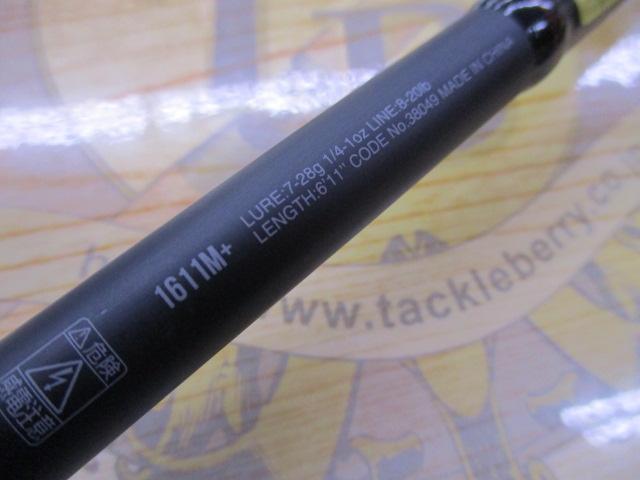 1611M+
LURE:7-28g 1/4-1oz LINE:8-20lb
LENGTH:6'11" CODE No.38049 MADE IN CHINA
⚠危険
感電注意
www.tackleberry.co.jp